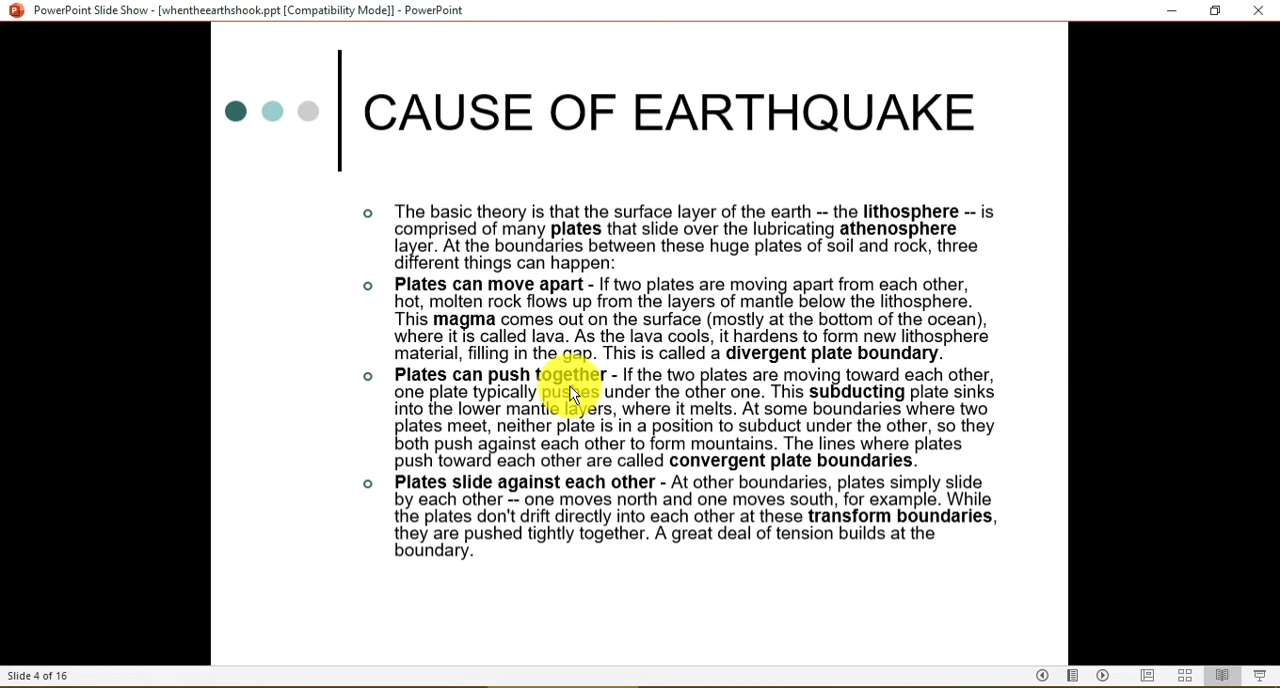 PowerPoint Slide Show - [whentheearthshook.ppt [Compatibility Mode]] - PowerPoint
CAUSE OF EARTHQUAKE
The basic theory is that the surface layer of the earth -- the lithosphere -- is
comprised of many plates that slide over the lubricating athenosphere
layer. At the boundaries between these huge plates of soil and rock, three
different things can happen:
Plates can move apart - If two plates are moving apart from each other,
hot, molten rock flows up from the layers of mantle below the lithosphere.
This magma comes out on the surface (mostly at the bottom of the ocean),
where it is called lava. As the lava cools, it hardens to form new lithosphere
material, filling in the gap. This is called a divergent plate boundary.
Plates can push together - If the two plates are moving toward each other,
one plate typically pushes under the other one. This subducting plate sinks
into the lower mantle layers, where it melts. At some boundaries where two
plates meet, neither plate is in a position to subduct under the other, so they
both push against each other to form mountains. The lines where plates
push toward each other are called convergent plate boundaries.
Plates slide against each other - At other boundaries, plates simply slide
by each other -- one moves north and one moves south, for example. While
the plates don't drift directly into each other at these transform boundaries,
they are pushed tightly together. A great deal of tension builds at the
boundary.
Slide 4 of 16